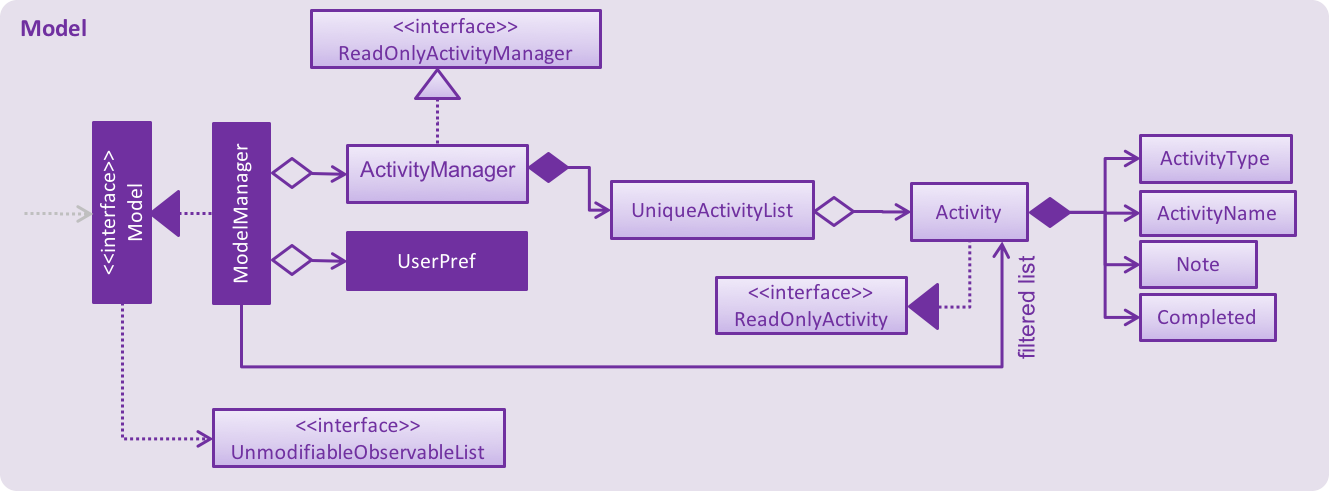 Model
<<interface>>
ReadOnlyActivityManager
<<interface>>
Model
ModelManager
ActivityManager
UserPref
UniqueActivityList
Activity
ActivityType
ActivityName
Note
Completed
<<interface>>
ReadOnlyActivity
filtered list
<<interface>>
UnmodifiableObservableList